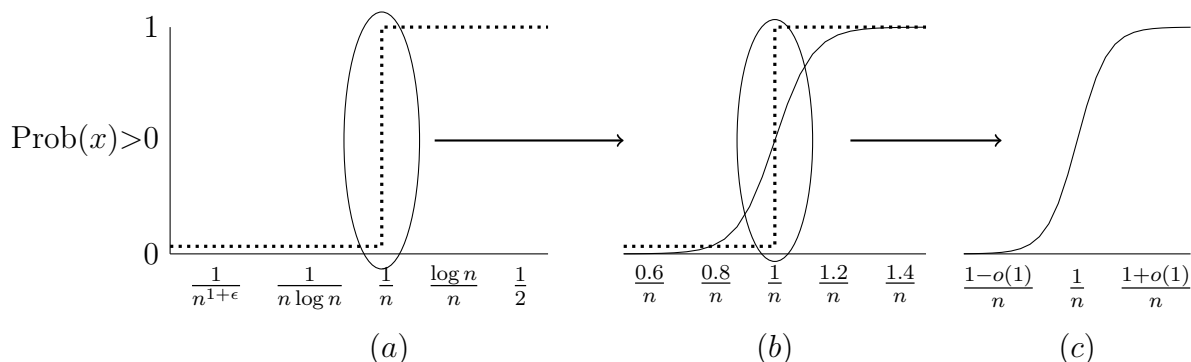 1
Prob(x)>0
0
1/n^{1+ϵ} 1/(n log n) 1/n log n/n 1/2
0.6/n 0.8/n 1/n 1.2/n 1.4/n
1−o(1)/n 1/n 1+o(1)/n
(a) (b) (c)